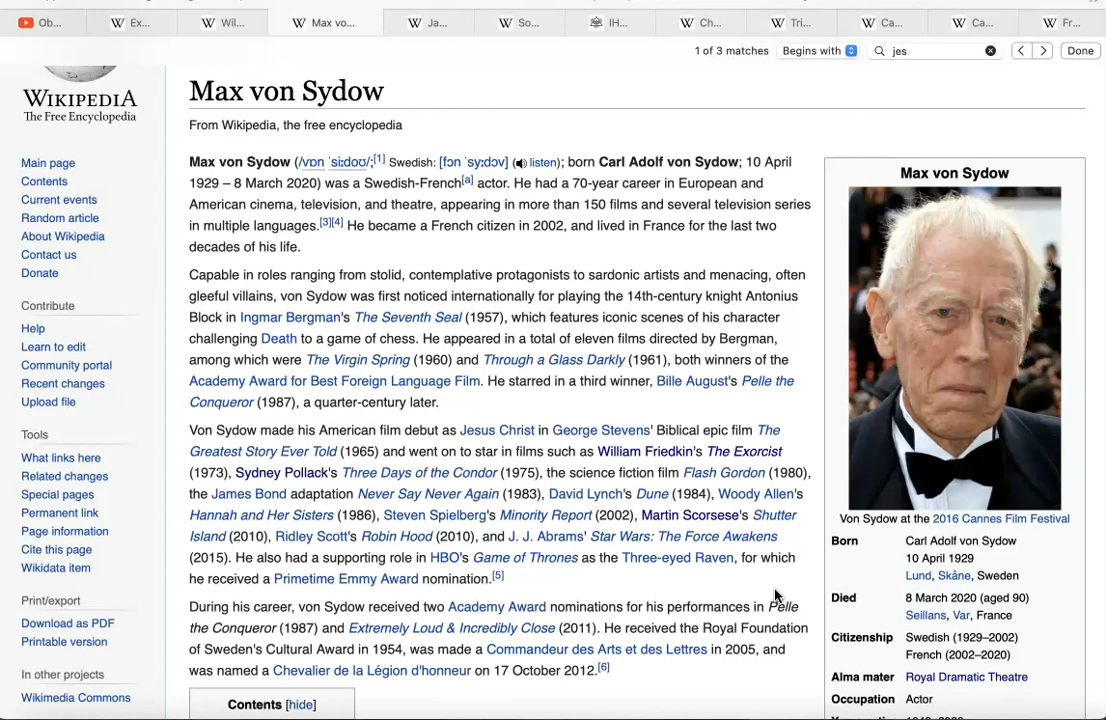 Ob...
Ex...
Wil...
Max vo...
Ja...
So...
IH...
Ch...
Tri...
Ca...
Ca...
Fr...
1 of 3 matches
Begins with
jes
Done
WIKIPEDIA
The Free Encyclopedia
Main page
Contents
Current events
Random article
About Wikipedia
Contact us
Donate
Contribute
Help
Learn to edit
Community portal
Recent changes
Upload file
Tools
What links here
Related changes
Special pages
Permanent link
Page information
Cite this page
Wikidata item
Print/export
Download as PDF
Printable version
In other projects
Wikimedia Commons
Max von Sydow
From Wikipedia, the free encyclopedia
Max von Sydow (/vɒn ˈsiːdoʊ/;[1] Swedish: [fɔn ˈsyːdɔv] (listen); born Carl Adolf von Sydow; 10 April
1929 – 8 March 2020) was a Swedish-French[a] actor. He had a 70-year career in European and
American cinema, television, and theatre, appearing in more than 150 films and several television series
in multiple languages.[3][4] He became a French citizen in 2002, and lived in France for the last two
decades of his life.
Capable in roles ranging from stolid, contemplative protagonists to sardonic artists and menacing, often
gleeful villains, von Sydow was first noticed internationally for playing the 14th-century knight Antonius
Block in Ingmar Bergman's The Seventh Seal (1957), which features iconic scenes of his character
challenging Death to a game of chess. He appeared in a total of eleven films directed by Bergman,
among which were The Virgin Spring (1960) and Through a Glass Darkly (1961), both winners of the
Academy Award for Best Foreign Language Film. He starred in a third winner, Bille August's Pelle the
Conqueror (1987), a quarter-century later.
Von Sydow made his American film debut as Jesus Christ in George Stevens' Biblical epic film The
Greatest Story Ever Told (1965) and went on to star in films such as William Friedkin's The Exorcist
(1973), Sydney Pollack's Three Days of the Condor (1975), the science fiction film Flash Gordon (1980),
the James Bond adaptation Never Say Never Again (1983), David Lynch's Dune (1984), Woody Allen's
Hannah and Her Sisters (1986), Steven Spielberg's Minority Report (2002), Martin Scorsese's Shutter
Island (2010), Ridley Scott's Robin Hood (2010), and J. J. Abrams' Star Wars: The Force Awakens
(2015). He also had a supporting role in HBO's Game of Thrones as the Three-eyed Raven, for which
he received a Primetime Emmy Award nomination.[5]
During his career, von Sydow received two Academy Award nominations for his performances in Pelle
the Conqueror (1987) and Extremely Loud & Incredibly Close (2011). He received the Royal Foundation
of Sweden's Cultural Award in 1954, was made a Commandeur des Arts et des Lettres in 2005, and
was named a Chevalier de la Légion d'honneur on 17 October 2012.[6]
Contents [hide]
Max von Sydow
Von Sydow at the 2016 Cannes Film Festival
Born Carl Adolf von Sydow
10 April 1929
Lund, Skåne, Sweden
Died 8 March 2020 (aged 90)
Seillans, Var, France
Citizenship Swedish (1929–2002)
French (2002–2020)
Alma mater Royal Dramatic Theatre
Occupation Actor